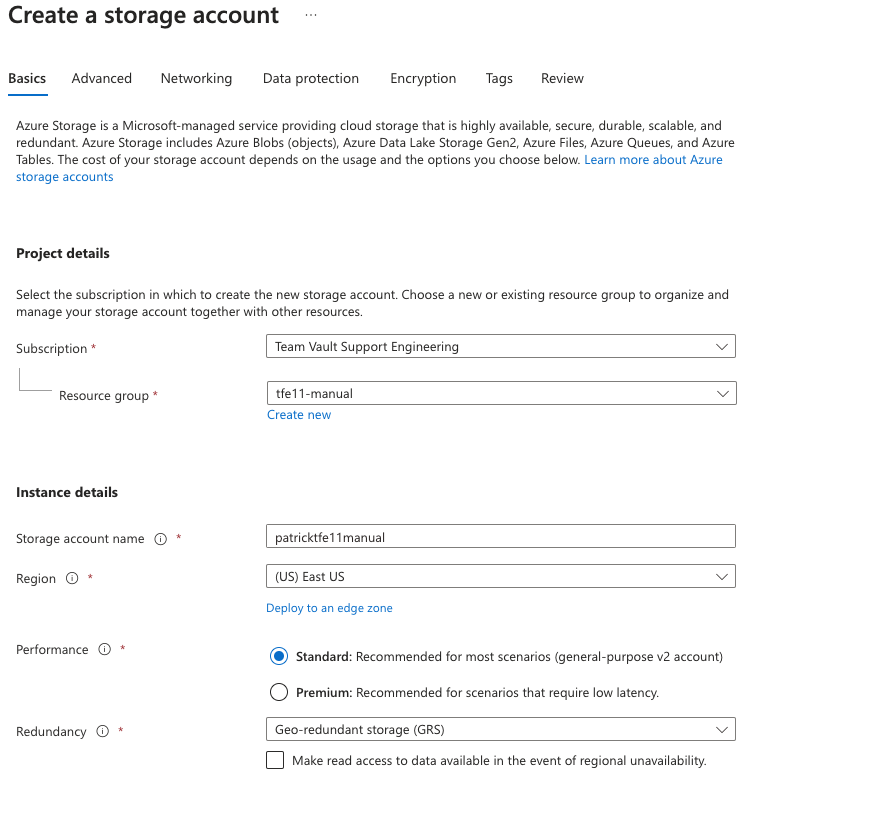 Create a storage account ...
Basics Advanced Networking Data protection Encryption Tags Review
Azure Storage is a Microsoft-managed service providing cloud storage that is highly available, secure, durable, scalable, and
redundant. Azure Storage includes Azure Blobs (objects), Azure Data Lake Storage Gen2, Azure Files, Azure Queues, and Azure
Tables. The cost of your storage account depends on the usage and the options you choose below. Learn more about Azure
storage accounts
Project details
Select the subscription in which to create the new storage account. Choose a new or existing resource group to organize and
manage your storage account together with other resources.
Subscription * Team Vault Support Engineering
Resource group * tfe11-manual
Create new
Instance details
Storage account name * patricktfe11manual
Region * (US) East US
Deploy to an edge zone
Performance * Standard: Recommended for most scenarios (general-purpose v2 account)
Premium: Recommended for scenarios that require low latency.
Redundancy * Geo-redundant storage (GRS)
Make read access to data available in the event of regional unavailability.